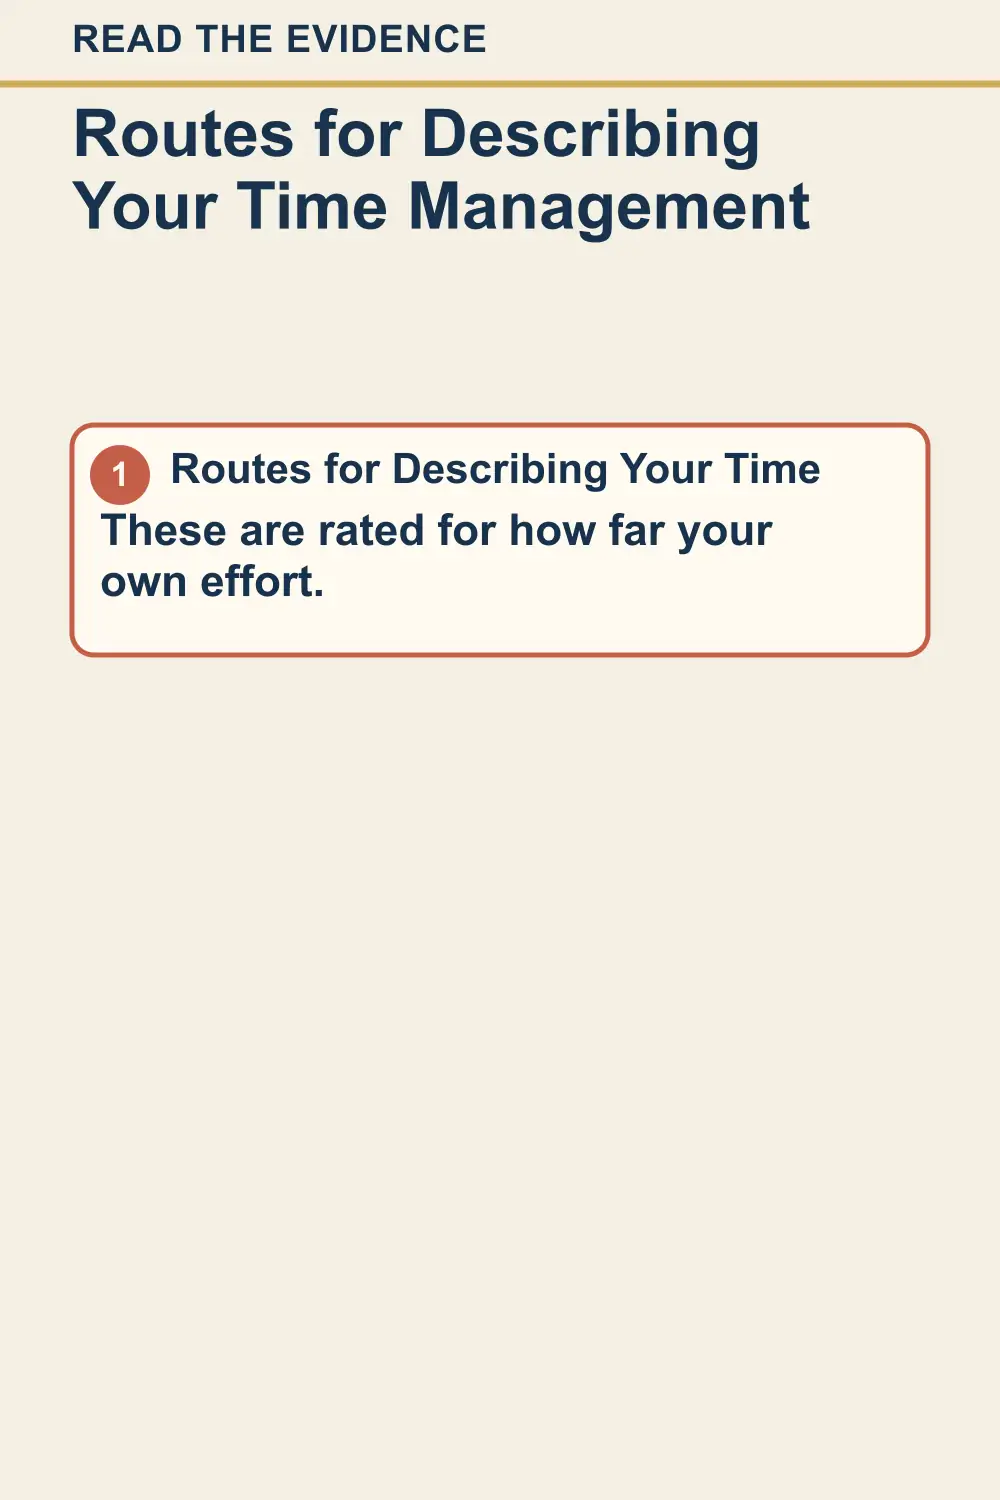 READ THE EVIDENCE
Routes for Describing
Your Time Management
1 Routes for Describing Your Time
These are rated for how far your
own effort.